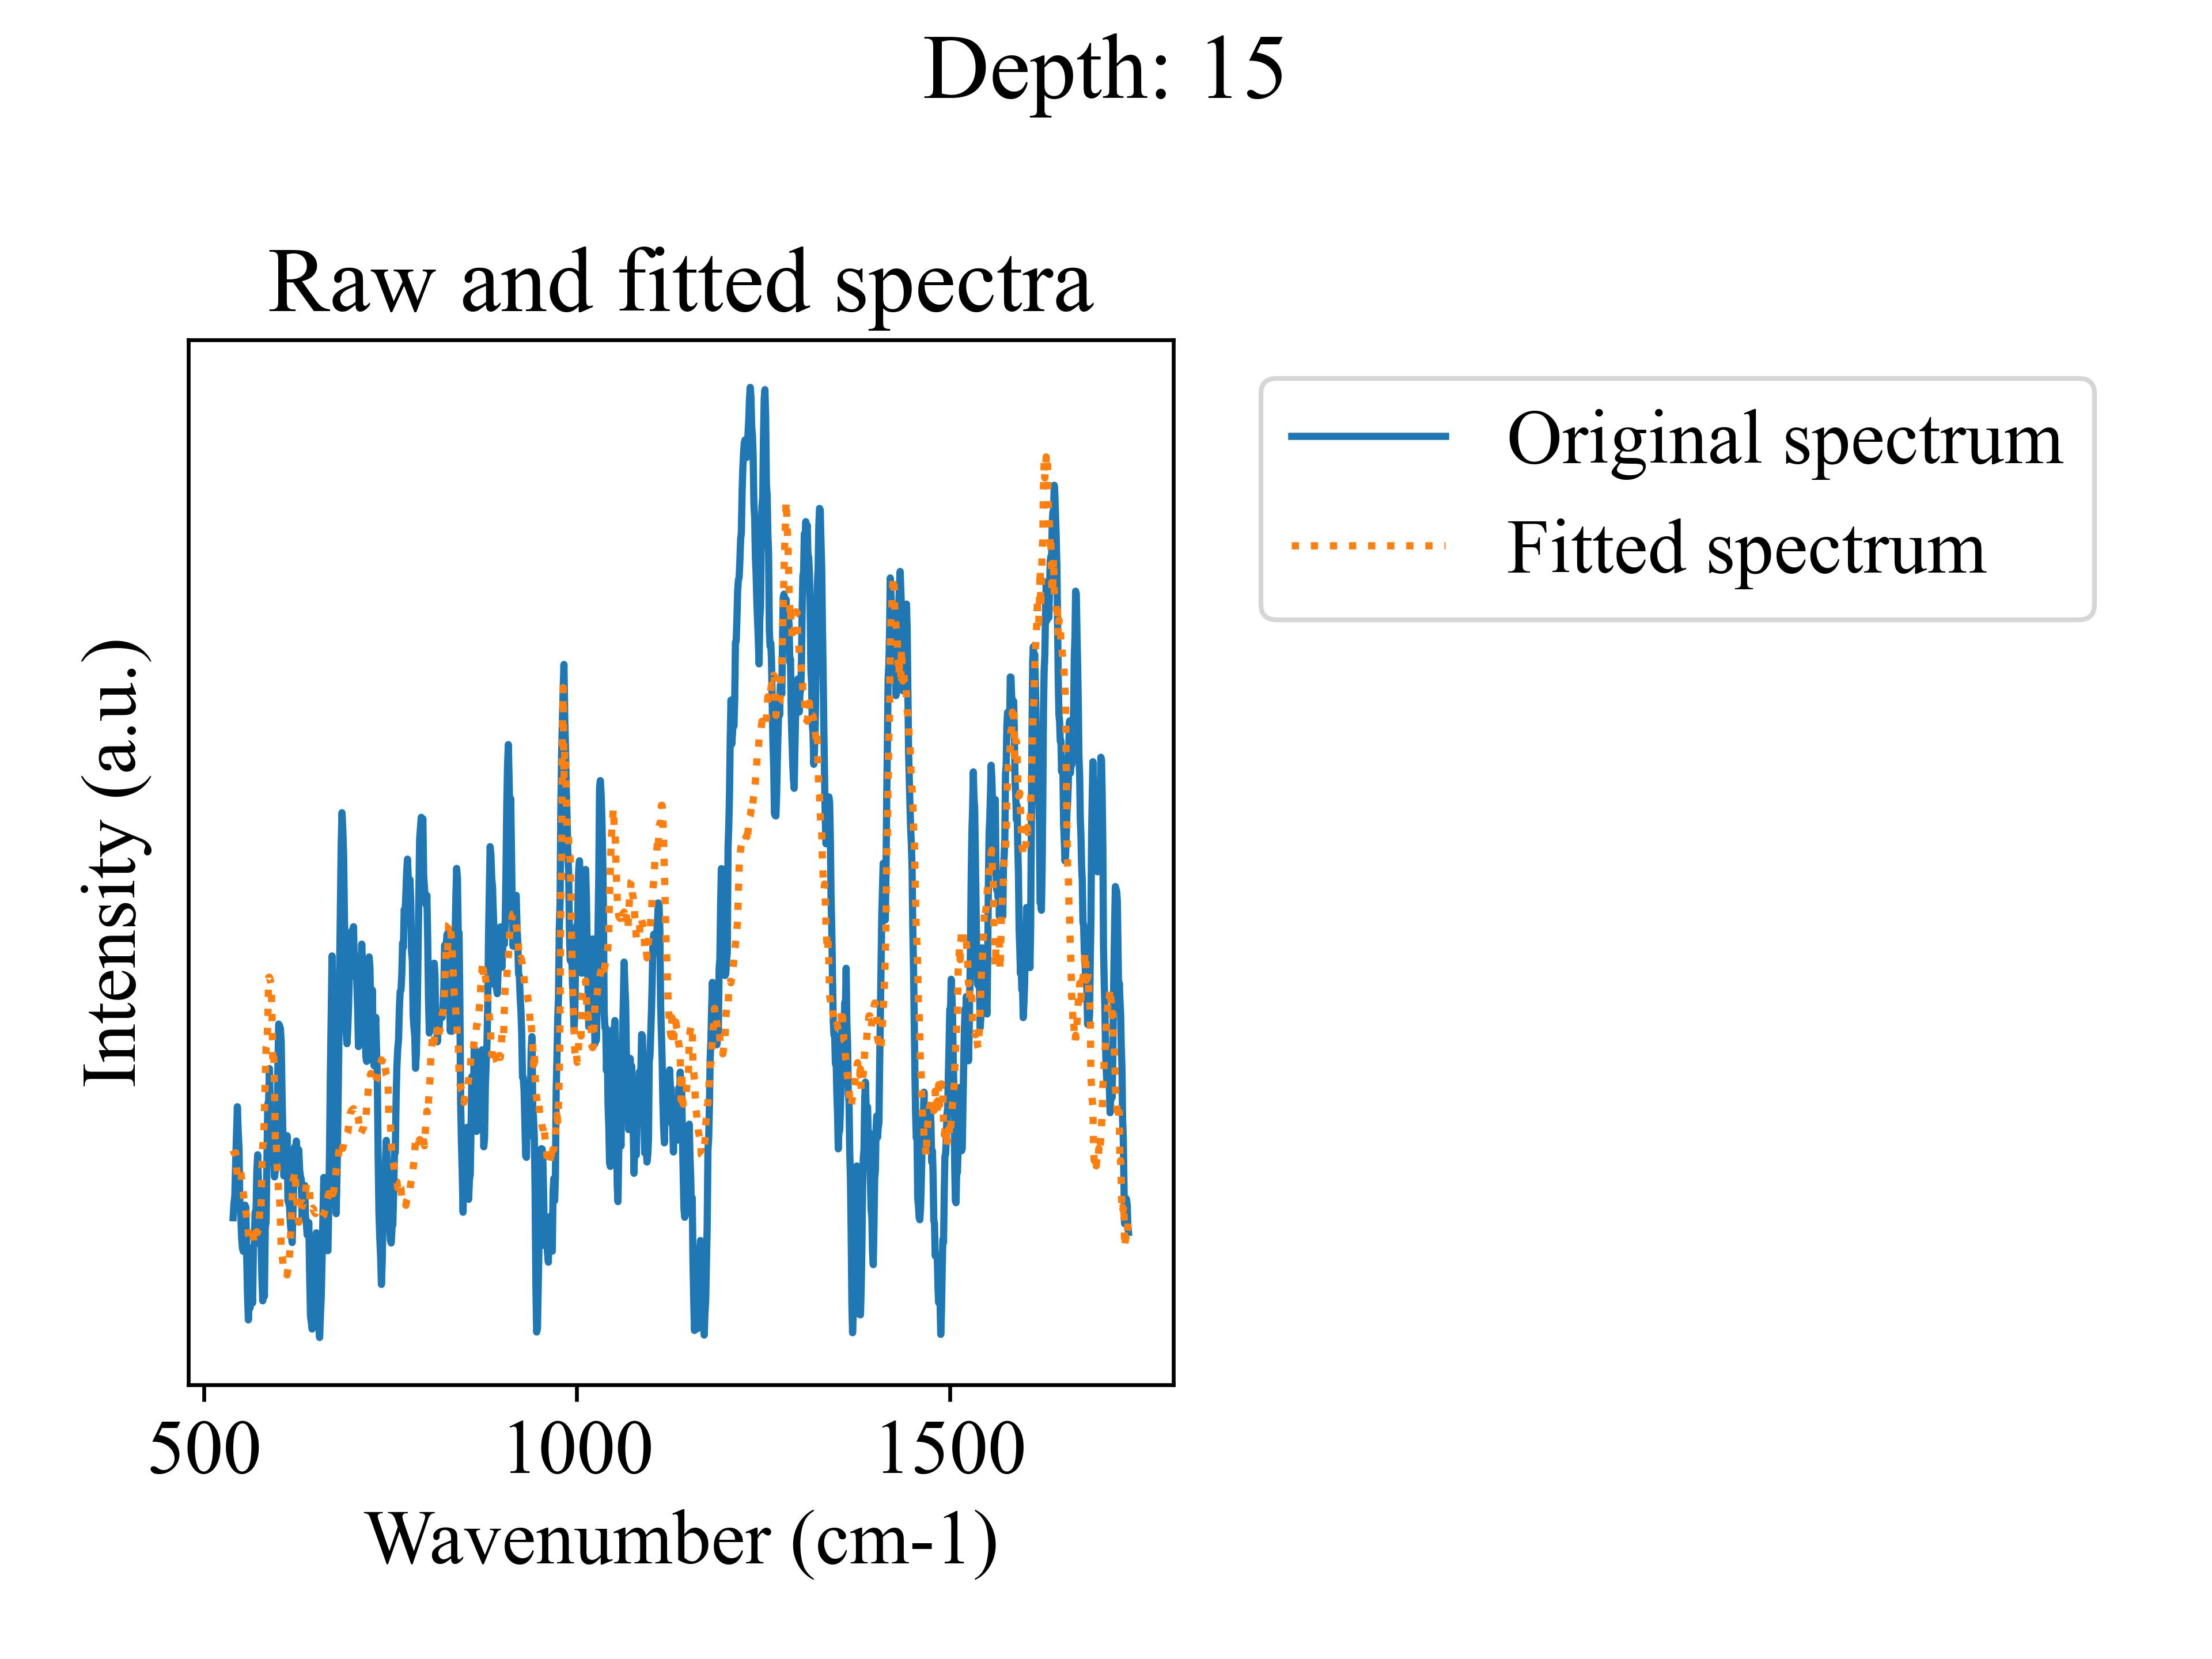 Depth: 15
Raw and fitted spectra
Original spectrum
Fitted spectrum
Intensity (a.u.)
500 1000 1500
Wavenumber (cm-1)